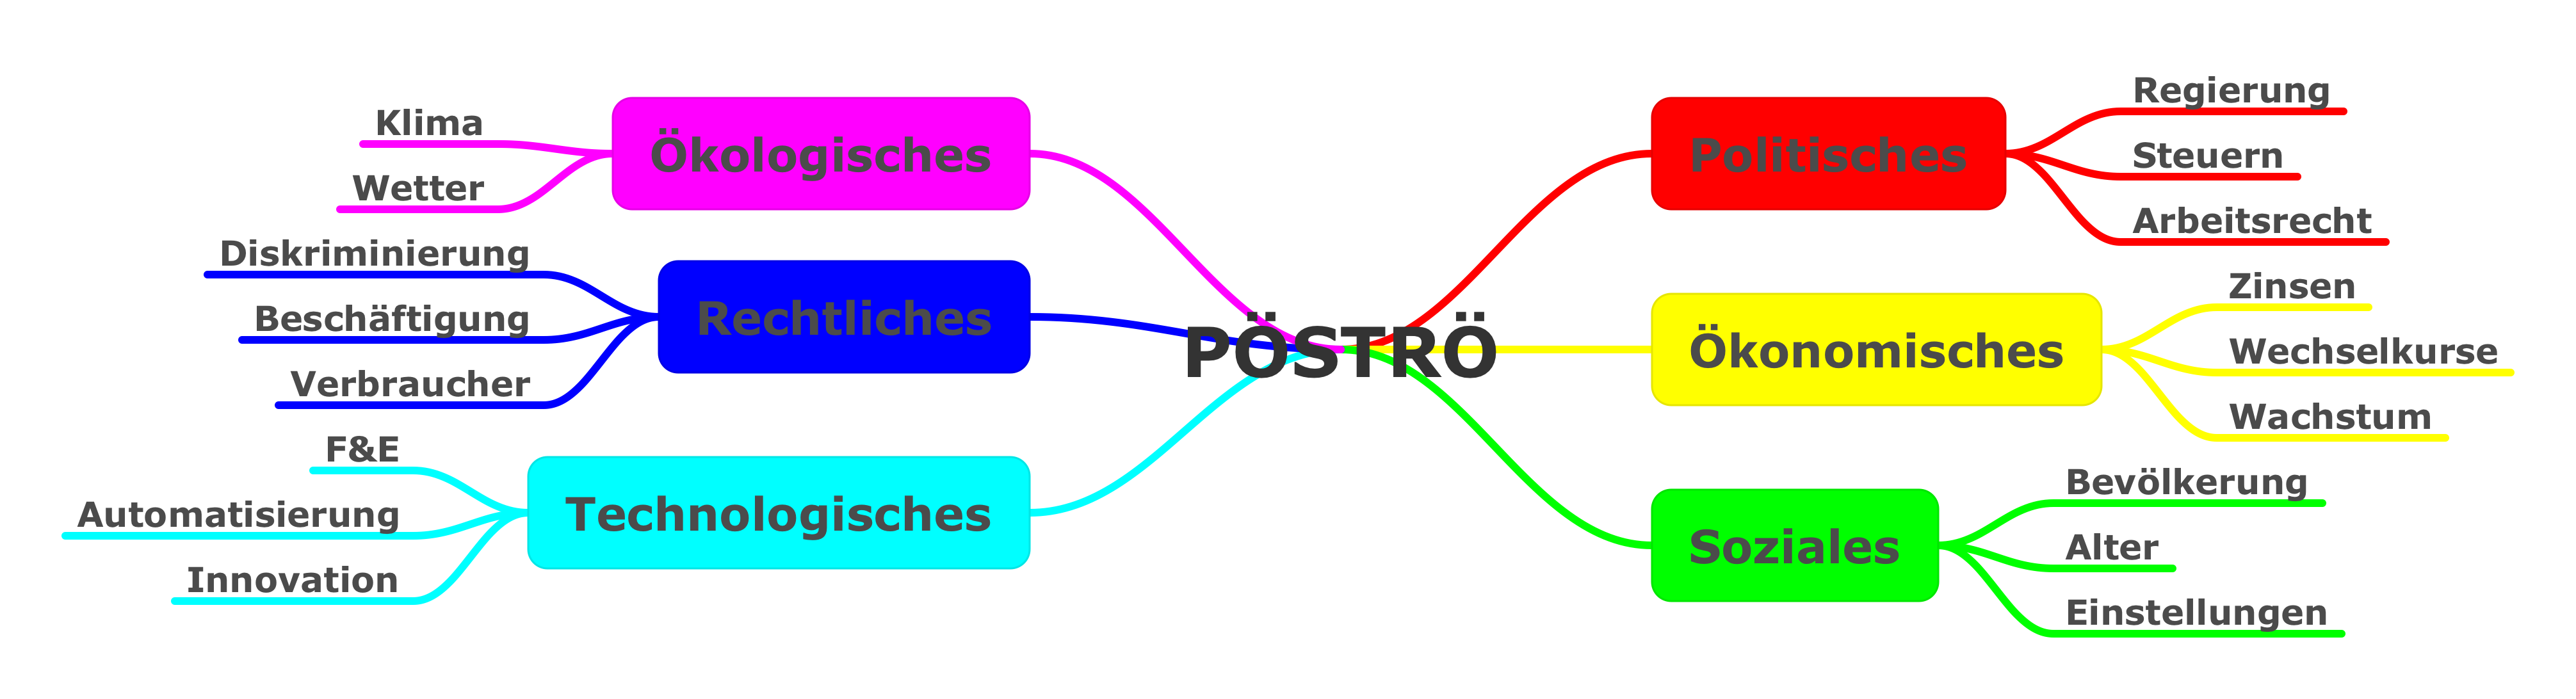 PÖSTRÖ
Politisches
Regierung
Steuern
Arbeitsrecht
Ökonomisches
Zinsen
Wechselkurse
Wachstum
Soziales
Bevölkerung
Alter
Einstellungen
Technologisches
F&E
Automatisierung
Innovation
Rechtliches
Diskriminierung
Beschäftigung
Verbraucher
Ökologisches
Klima
Wetter